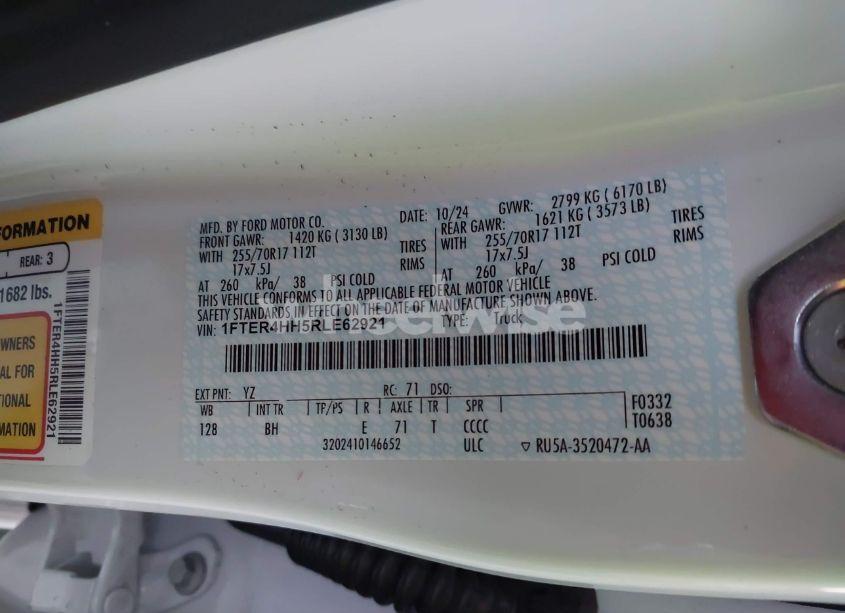 FORMATION
REAR: 3
1682 lbs.
WNERS
AL FOR
TIONAL
RMATION
1FTER4HH5RLE62921
MFD. BY FORD MOTOR CO. DATE: 10/24 GVWR: 2799 KG ( 6170 LB)
FRONT GAWR: 1420 KG ( 3130 LB) REAR GAWR: 1621 KG ( 3573 LB)
WITH 255/70R17 112T TIRES WITH 255/70R17 112T TIRES
17x7.5J RIMS 17x7.5J RIMS
AT 260 kPa/ 38 PSI COLD AT 260 kPa/ 38 PSI COLD
THIS VEHICLE CONFORMS TO ALL APPLICABLE FEDERAL MOTOR VEHICLE
SAFETY STANDARDS IN EFFECT ON THE DATE OF MANUFACTURE SHOWN ABOVE.
VIN: 1FTER4HH5RLE62921 TYPE: Truck
EXT PNT: YZ RC: 71 DSO:
WB INT TR TP/PS R AXLE TR SPR F0332
128 BH E 71 T CCCC T0638
3202410146652 ULC ▽ RU5A-3520472-AA